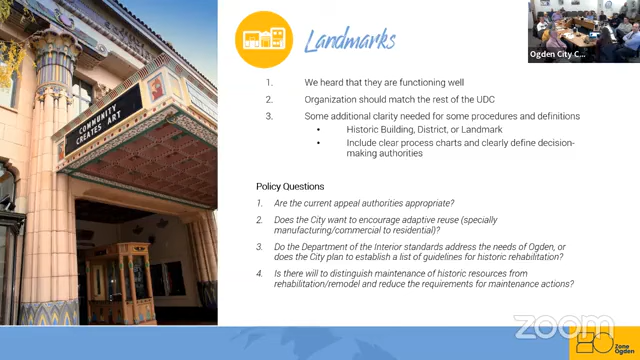 COMMUNITY
CREATES ART
Landmarks
1. We heard that they are functioning well
2. Organization should match the rest of the UDC
3. Some additional clarity needed for some procedures and definitions
• Historic Building, District, or Landmark
• Include clear process charts and clearly define decision-
making authorities
Policy Questions
1. Are the current appeal authorities appropriate?
2. Does the City want to encourage adaptive reuse (specially
manufacturing/commercial to residential)?
3. Do the Department of the Interior standards address the needs of Ogden, or
does the City plan to establish a list of guidelines for historic rehabilitation?
4. Is there will to distinguish maintenance of historic resources from
rehabilitation/remodel and reduce the requirements for maintenance actions?
Ogden City C...
zoom
Zone
Ogden